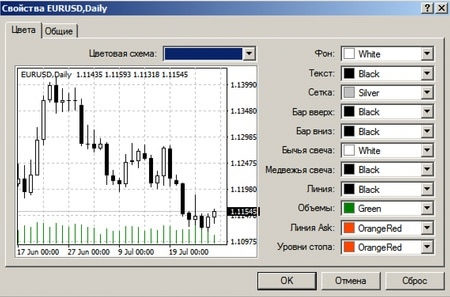 Свойства EURUSD,Daily
Цвета Общие
Цветовая схема:
EURUSD,Daily 1.11435 1.11593 1.11318 1.11545
1.13990
1.13480
1.12985
1.12475
1.11980
1.11545
1.11470
1.10975
17 Jun 00:00 27 Jun 00:00 9 Jul 00:00 19 Jul 00:00
Фон: White
Текст: Black
Сетка: Silver
Бар вверх: Black
Бар вниз: Black
Бычья свеча: White
Медвежья свеча: Black
Линия: Black
Объемы: Green
Линия Ask: OrangeRed
Уровни стопа: OrangeRed
OK Отмена Сброс